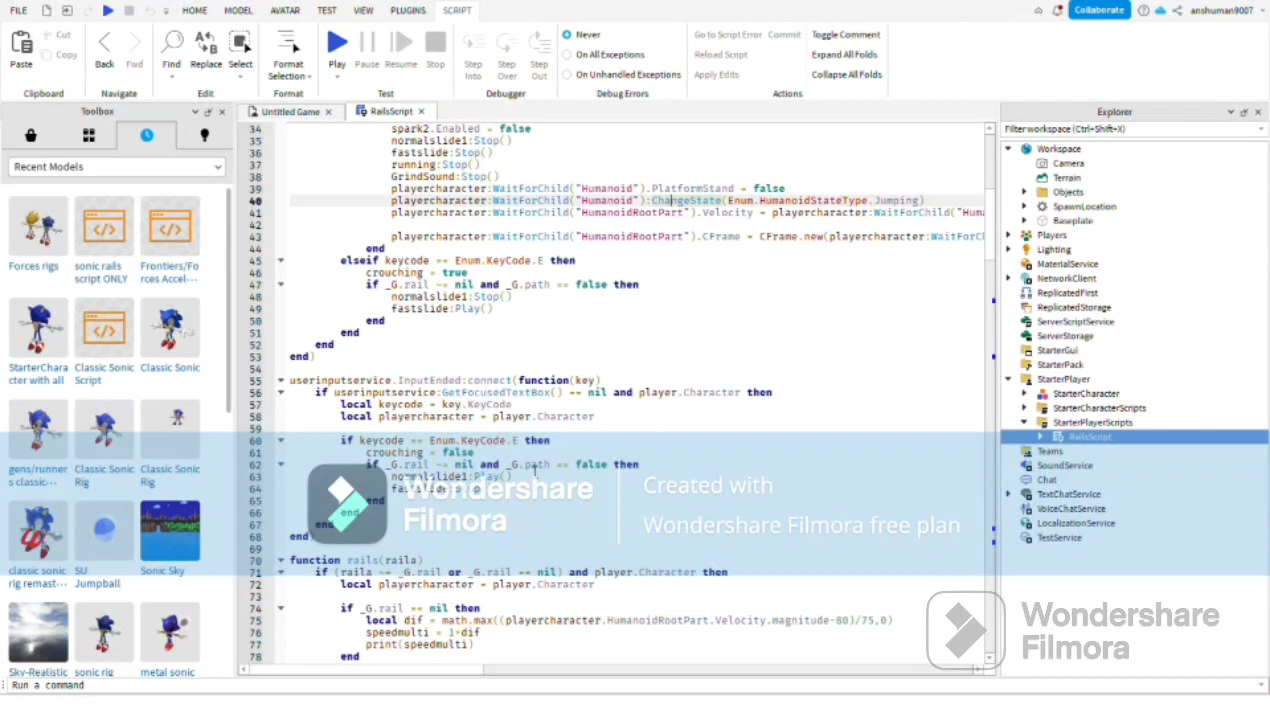 FILE HOME MODEL AVATAR TEST VIEW PLUGINS SCRIPT Collaborate anshuman9007
Paste Cut Copy Back Fwd Find Replace Select Format Selection Play Pause Resume Stop Step Into Step Over Step Out
Never
On All Exceptions
On Unhandled Exceptions
Go to Script Error Commit
Reload Script
Apply Edits
Toggle Comment
Expand All Folds
Collapse All Folds
Clipboard Navigate Edit Format Test Debugger Debug Errors Actions
Toolbox
Recent Models
Forces rigs
sonic rails script ONLY
Frontiers/Fo rces Accel···
StarterChara cter with all
Classic Sonic Script
Classic Sonic
gens/runner s classic···
Classic Sonic Rig
Classic Sonic Rig
classic sonic rig remast···
SU Jumpball
Sonic Sky
Sky-Realistic
sonic rig
metal sonic
Untitled Game RailsScript
34 spark2.Enabled = false
35 normalslide1:Stop()
36 fastslide:Stop()
37 running:Stop()
38 GrindSound:Stop()
39 playercharacter:WaitForChild("Humanoid").PlatformStand = false
40 playercharacter:WaitForChild("Humanoid"):ChangeState(Enum.HumanoidStateType.Jumping)
41 playercharacter:WaitForChild("HumanoidRootPart").Velocity = playercharacter:WaitForChild("Huma
42
43 playercharacter:WaitForChild("HumanoidRootPart").CFrame = CFrame.new(playercharacter:WaitForCl
44 end
45 elseif keycode == Enum.KeyCode.E then
46 crouching = true
47 if _G.rail ~= nil and _G.path == false then
48 normalslide1:Stop()
49 fastslide:Play()
50 end
51 end
52 end
53 end)
54
55 userinputservice.InputEnded:connect(function(key)
56 if userinputservice:GetFocusedTextBox() == nil and player.Character then
57 local keycode = key.KeyCode
58 local playercharacter = player.Character
59
60 if keycode == Enum.KeyCode.E then
61 crouching = false
62 if _G.rail ~= nil and _G.path == false then
63 normalslide1:Play()
64
65 end
66 end
67 end
68 end)
69
70 function rails(raila)
71 if (raila ~= _G.rail or _G.rail == nil) and player.Character then
72 local playercharacter = player.Character
73
74 if _G.rail == nil then
75 local dif = math.max((playercharacter.HumanoidRootPart.Velocity.magnitude-80)/75,0)
76 speedmulti = 1+dif
77 print(speedmulti)
78 end
Explorer
Filter workspace (Ctrl+Shift+X)
Workspace
Camera
Terrain
Objects
SpawnLocation
Baseplate
Players
Lighting
MaterialService
NetworkClient
ReplicatedFirst
ReplicatedStorage
ServerScriptService
ServerStorage
StarterGui
StarterPack
StarterPlayer
StarterCharacter
StarterCharacterScripts
StarterPlayerScripts
RailsScript
Teams
SoundService
Chat
TextChatService
VoiceChatService
LocalizationService
TestService
Wondershare
Filmora
Created with
Wondershare Filmora free plan
Wondershare
Filmora
Run a command